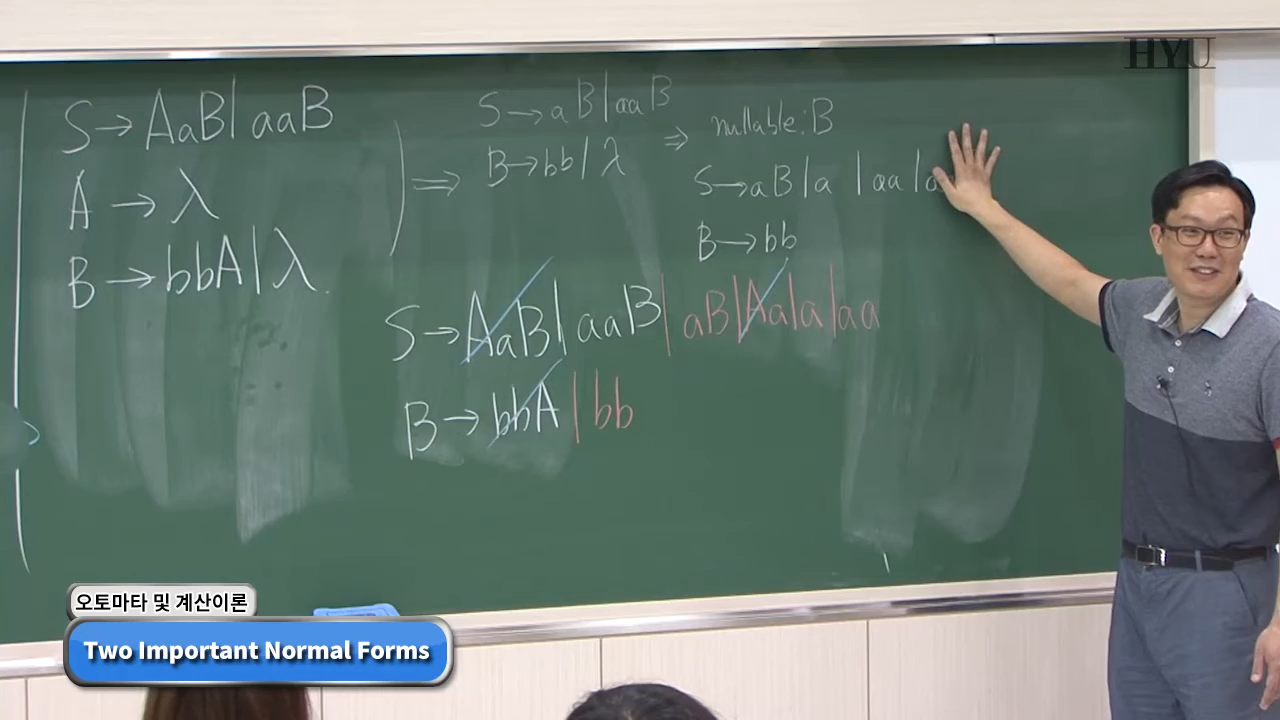 HYU
S→AaB|aaB
A→λ
B→bbA|λ.
⇒
S→aB|aaB
B→bb|λ
⇒
nullable:B
S→aB|a|aa|a
B→bb
S→AaB|aaB|aB|Aa|a|aa
B→bbA|bb
오토마타 및 계산이론
Two Important Normal Forms